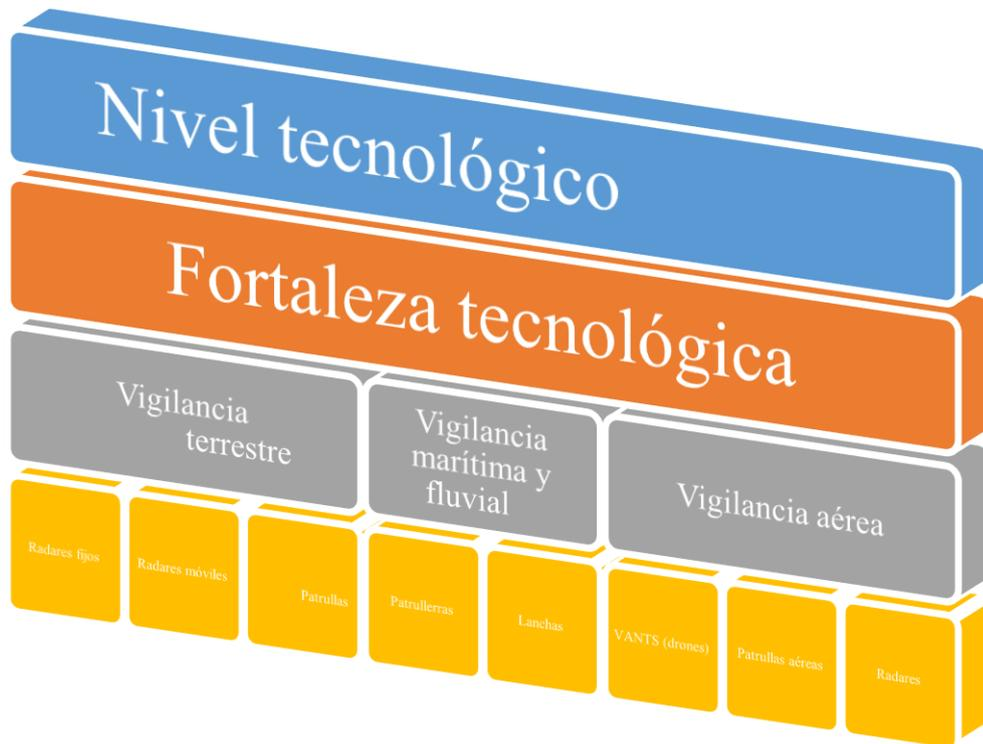 Nivel tecnológico
Fortaleza tecnológica
Vigilancia
terrestre
Vigilancia
marítima y
fluvial
Vigilancia aérea
Radares fijos
Radares móviles
Patrullas
Patrullerras
Lanchas
VANTS (drones)
Patrullas aéreas
Radares